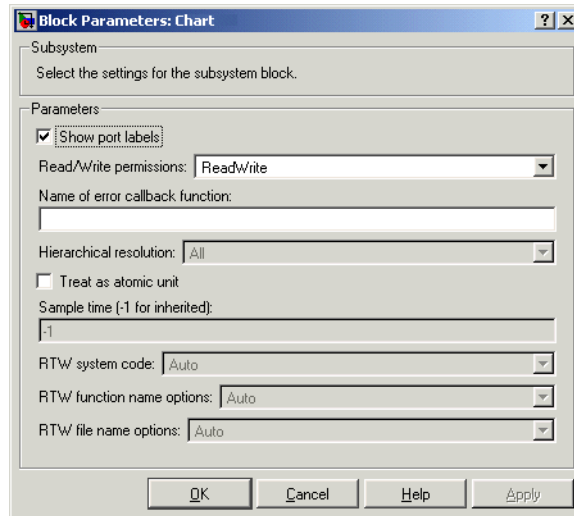 Block Parameters: Chart
Subsystem
Select the settings for the subsystem block.
Parameters
Show port labels
Read/Write permissions: ReadWrite
Name of error callback function:
Hierarchical resolution: All
Treat as atomic unit
Sample time (-1 for inherited):
-1
RTW system code: Auto
RTW function name options: Auto
RTW file name options: Auto
OK Cancel Help Apply